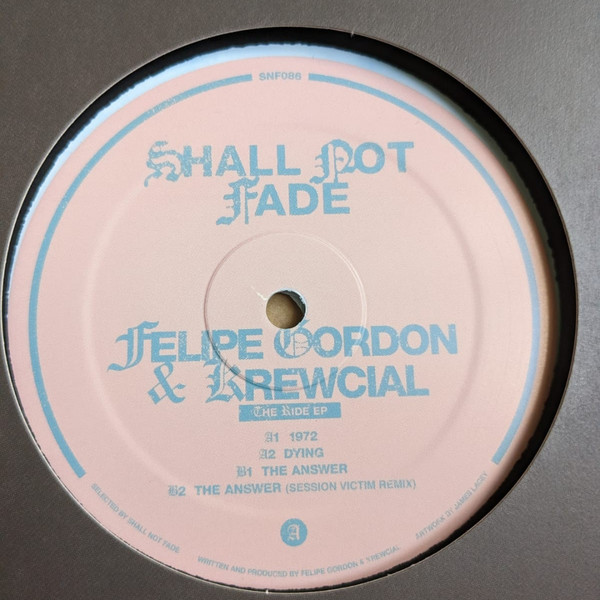 SNF086
SHALL NOT
FADE
FELIPE GORDON
& KREWCIAL
THE RIDE EP
A1 1972
A2 DYING
B1 THE ANSWER
B2 THE ANSWER (SESSION VICTIM REMIX)
A
SELECTED BY SHALL NOT FADE
WRITTEN AND PRODUCED BY FELIPE GORDON & KREWCIAL
ARTWORK BY JAMES LACEY